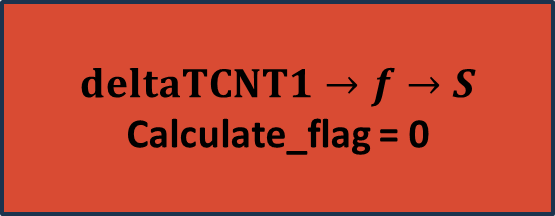 deltaTCNT1 → f → S
Calculate_flag = 0